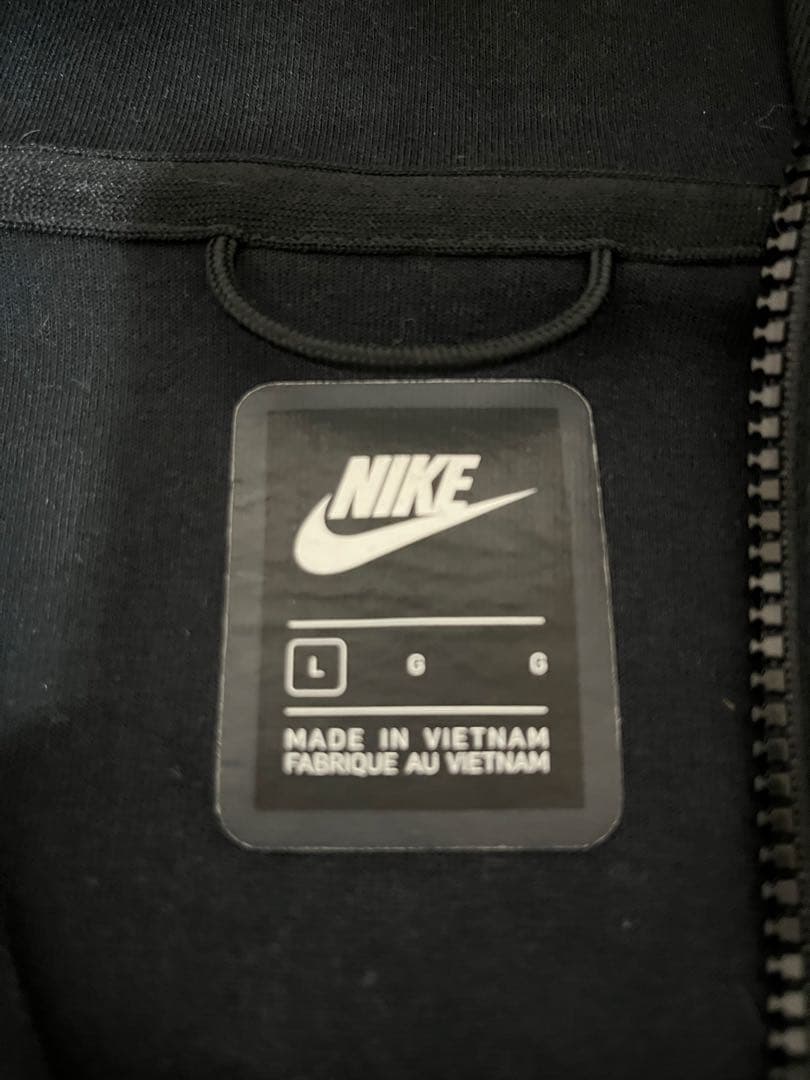 NIKE
L G G
MADE IN VIETNAM
FABRIQUE AU VIETNAM